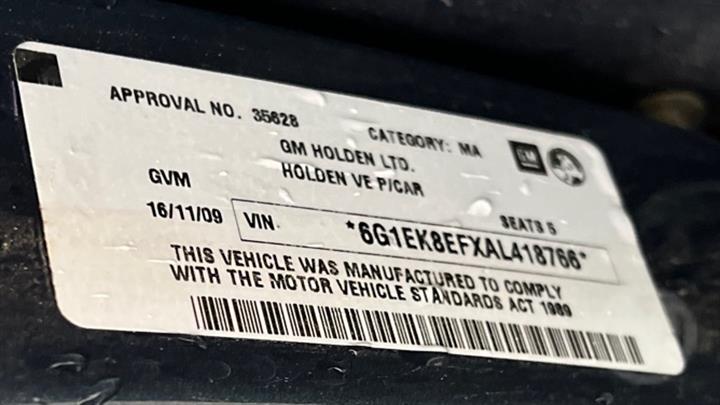 APPROVAL NO. 35628 CATEGORY: MA
GM
GM HOLDEN LTD.
HOLDEN VE P/CAR
GVM
SEATS 5
16/11/09 VIN *6G1EK8EFXAL418766*
THIS VEHICLE WAS MANUFACTURED TO COMPLY
WITH THE MOTOR VEHICLE STANDARDS ACT 1989